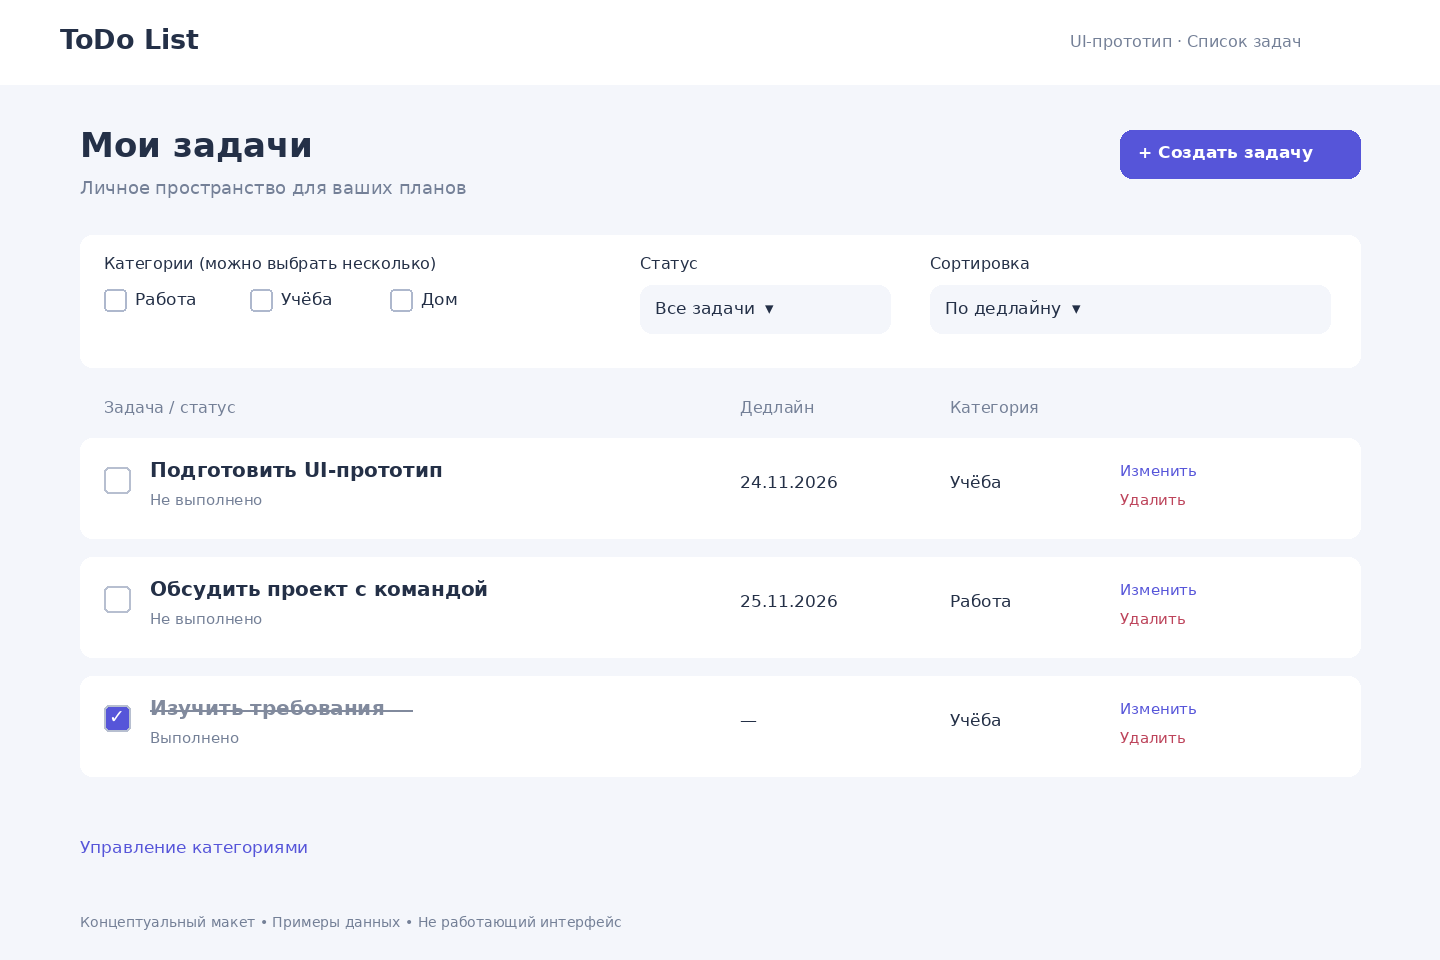 ToDo List
UI-прототип · Список задач
Мои задачи
+ Создать задачу
Личное пространство для ваших планов
Категории (можно выбрать несколько)
Статус
Сортировка
Работа
Учёба
Дом
Все задачи ▼
По дедлайну ▼
Задача / статус
Дедлайн
Категория
Подготовить UI-прототип
Не выполнено
24.11.2026
Учёба
Изменить
Удалить
Обсудить проект с командой
Не выполнено
25.11.2026
Работа
Изменить
Удалить
✓
Изучить требования
Выполнено
—
Учёба
Изменить
Удалить
Управление категориями
Концептуальный макет • Примеры данных • Не работающий интерфейс